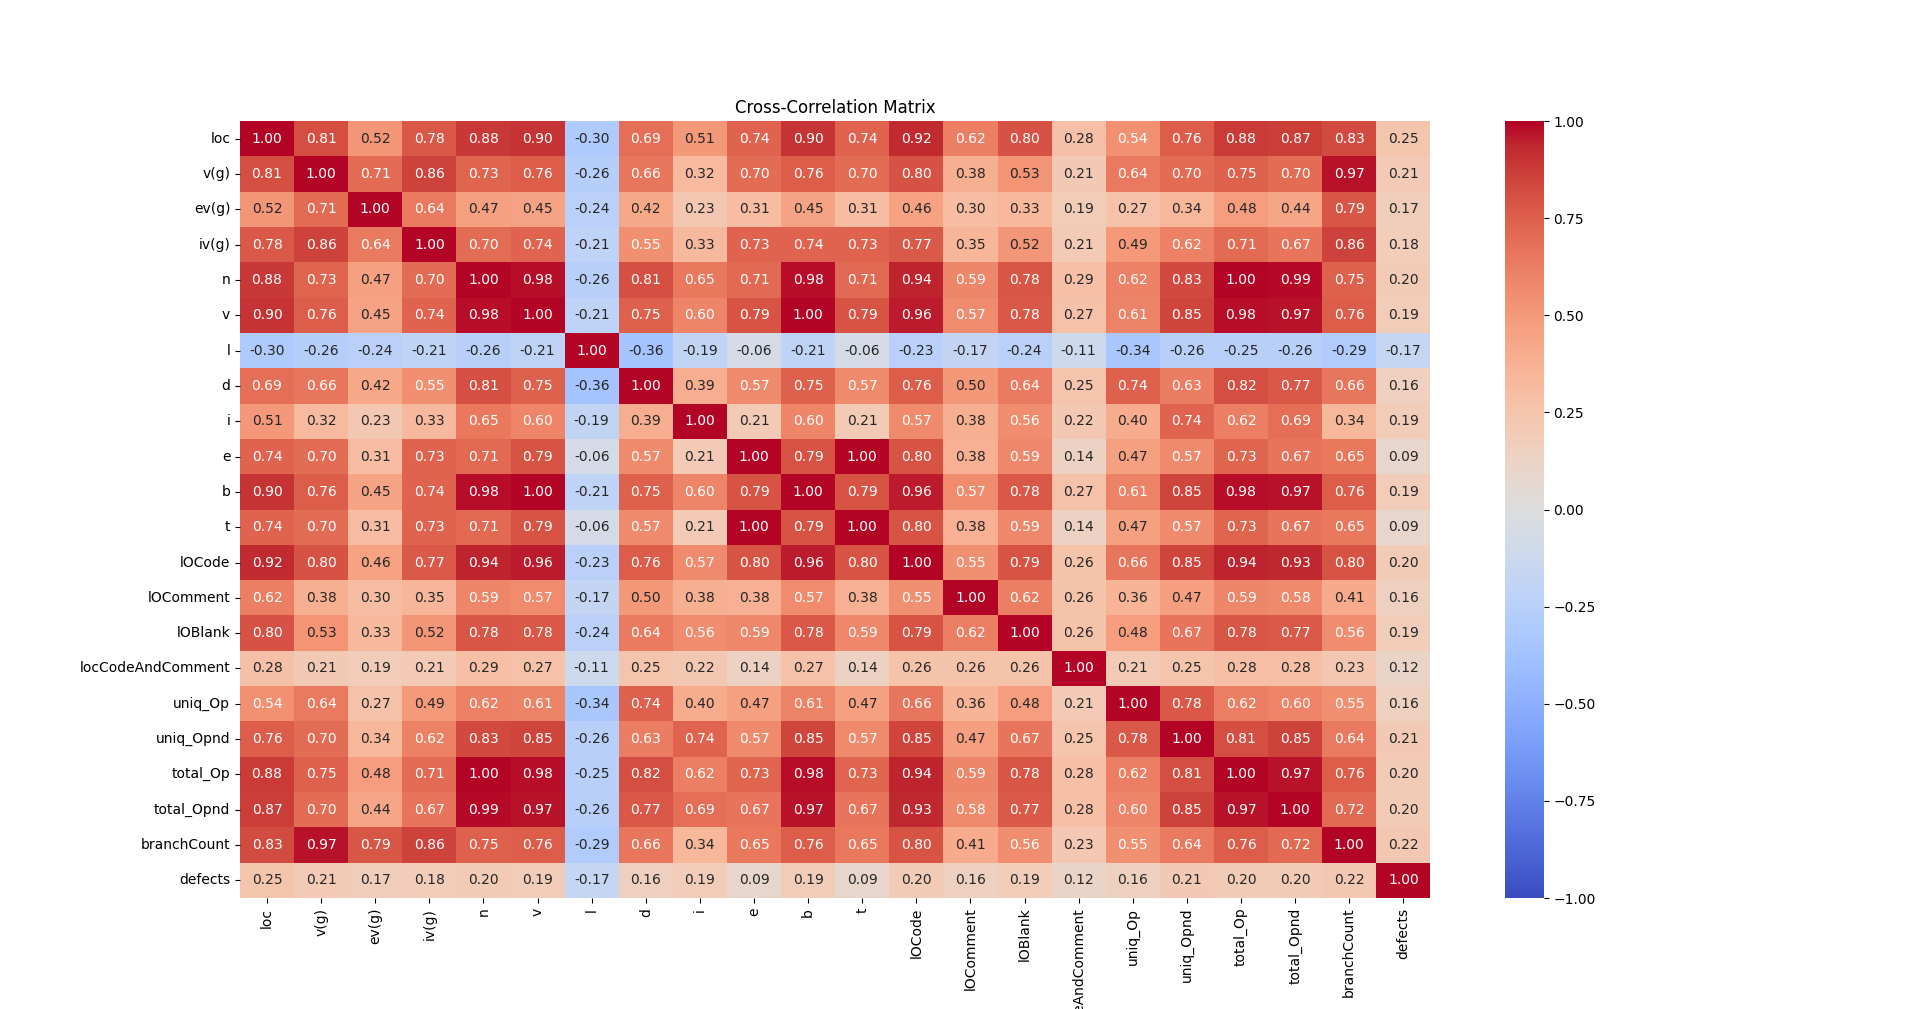 Cross-Correlation Matrix
loc 1.00 0.81 0.52 0.78 0.88 0.90 -0.30 0.69 0.51 0.74 0.90 0.74 0.92 0.62 0.80 0.28 0.54 0.76 0.88 0.87 0.83 0.25
v(g) 0.81 1.00 0.71 0.86 0.73 0.76 -0.26 0.66 0.32 0.70 0.76 0.70 0.80 0.38 0.53 0.21 0.64 0.70 0.75 0.70 0.97 0.21
ev(g) 0.52 0.71 1.00 0.64 0.47 0.45 -0.24 0.42 0.23 0.31 0.45 0.31 0.46 0.30 0.33 0.19 0.27 0.34 0.48 0.44 0.79 0.17
iv(g) 0.78 0.86 0.64 1.00 0.70 0.74 -0.21 0.55 0.33 0.73 0.74 0.73 0.77 0.35 0.52 0.21 0.49 0.62 0.71 0.67 0.86 0.18
n 0.88 0.73 0.47 0.70 1.00 0.98 -0.26 0.81 0.65 0.71 0.98 0.71 0.94 0.59 0.78 0.29 0.62 0.83 1.00 0.99 0.75 0.20
v 0.90 0.76 0.45 0.74 0.98 1.00 -0.21 0.75 0.60 0.79 1.00 0.79 0.96 0.57 0.78 0.27 0.61 0.85 0.98 0.97 0.76 0.19
l -0.30 -0.26 -0.24 -0.21 -0.26 -0.21 1.00 -0.36 -0.19 -0.06 -0.21 -0.06 -0.23 -0.17 -0.24 -0.11 -0.34 -0.26 -0.25 -0.26 -0.29 -0.17
d 0.69 0.66 0.42 0.55 0.81 0.75 -0.36 1.00 0.39 0.57 0.75 0.57 0.76 0.50 0.64 0.25 0.74 0.63 0.82 0.77 0.66 0.16
i 0.51 0.32 0.23 0.33 0.65 0.60 -0.19 0.39 1.00 0.21 0.60 0.21 0.57 0.38 0.56 0.22 0.40 0.74 0.62 0.69 0.34 0.19
e 0.74 0.70 0.31 0.73 0.71 0.79 -0.06 0.57 0.21 1.00 0.79 1.00 0.80 0.38 0.59 0.14 0.47 0.57 0.73 0.67 0.65 0.09
b 0.90 0.76 0.45 0.74 0.98 1.00 -0.21 0.75 0.60 0.79 1.00 0.79 0.96 0.57 0.78 0.27 0.61 0.85 0.98 0.97 0.76 0.19
t 0.74 0.70 0.31 0.73 0.71 0.79 -0.06 0.57 0.21 1.00 0.79 1.00 0.80 0.38 0.59 0.14 0.47 0.57 0.73 0.67 0.65 0.09
lOCode 0.92 0.80 0.46 0.77 0.94 0.96 -0.23 0.76 0.57 0.80 0.96 0.80 1.00 0.55 0.79 0.26 0.66 0.85 0.94 0.93 0.80 0.20
lOComment 0.62 0.38 0.30 0.35 0.59 0.57 -0.17 0.50 0.38 0.38 0.57 0.38 0.55 1.00 0.62 0.26 0.36 0.47 0.59 0.58 0.41 0.16
lOBlank 0.80 0.53 0.33 0.52 0.78 0.78 -0.24 0.64 0.56 0.59 0.78 0.59 0.79 0.62 1.00 0.26 0.48 0.67 0.78 0.77 0.56 0.19
locCodeAndComment 0.28 0.21 0.19 0.21 0.29 0.27 -0.11 0.25 0.22 0.14 0.27 0.14 0.26 0.26 0.26 1.00 0.21 0.25 0.28 0.28 0.23 0.12
uniq_Op 0.54 0.64 0.27 0.49 0.62 0.61 -0.34 0.74 0.40 0.47 0.61 0.47 0.66 0.36 0.48 0.21 1.00 0.78 0.62 0.60 0.55 0.16
uniq_Opnd 0.76 0.70 0.34 0.62 0.83 0.85 -0.26 0.63 0.74 0.57 0.85 0.57 0.85 0.47 0.67 0.25 0.78 1.00 0.81 0.85 0.64 0.21
total_Op 0.88 0.75 0.48 0.71 1.00 0.98 -0.25 0.82 0.62 0.73 0.98 0.73 0.94 0.59 0.78 0.28 0.62 0.81 1.00 0.97 0.76 0.20
total_Opnd 0.87 0.70 0.44 0.67 0.99 0.97 -0.26 0.77 0.69 0.67 0.97 0.67 0.93 0.58 0.77 0.28 0.60 0.85 0.97 1.00 0.72 0.20
branchCount 0.83 0.97 0.79 0.86 0.75 0.76 -0.29 0.66 0.34 0.65 0.76 0.65 0.80 0.41 0.56 0.23 0.55 0.64 0.76 0.72 1.00 0.22
defects 0.25 0.21 0.17 0.18 0.20 0.19 -0.17 0.16 0.19 0.09 0.19 0.09 0.20 0.16 0.19 0.12 0.16 0.21 0.20 0.20 0.22 1.00
loc v(g) ev(g) iv(g) n v l d i e b t lOCode lOComment lOBlank eAndComment uniq_Op uniq_Opnd total_Op total_Opnd branchCount defects
1.00
0.75
0.50
0.25
0.00
−0.25
−0.50
−0.75
−1.00